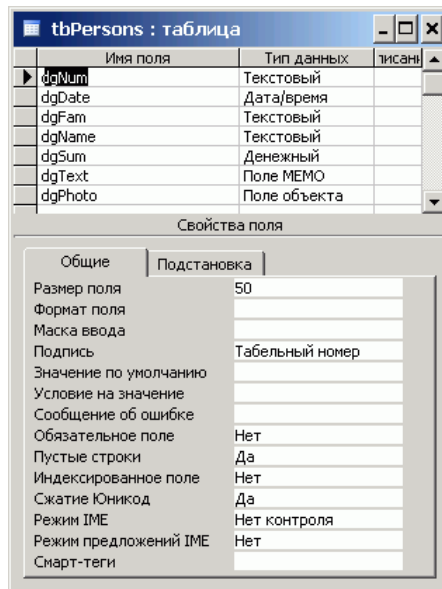 tbPersons : таблица
Имя поля Тип данных
dgNum Текстовый
dgDate Дата/время
dgFam Текстовый
dgName Текстовый
dgSum Денежный
dgText Поле МЕМО
dgPhoto Поле объекта
Свойства поля
Общие Подстановка
Размер поля 50
Формат поля
Маска ввода
Подпись Табельный номер
Значение по умолчанию
Условие на значение
Сообщение об ошибке
Обязательное поле Нет
Пустые строки Да
Индексированное поле Нет
Сжатие Юникод Да
Режим IME Нет контроля
Режим предложений IME Нет
Смарт-теги